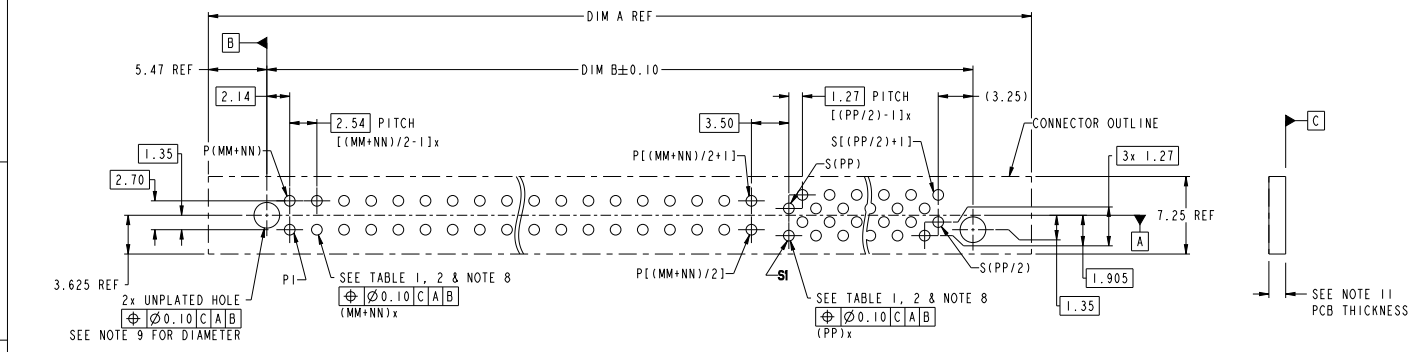 DIM A REF
B
5.47 REF
DIM B±0.10
2.14
1.27 PITCH
[(PP/2)-1]x
(3.25)
C
2.54 PITCH
[(MM+NN)/2-1]x
3.50
CONNECTOR OUTLINE
P(MM+NN)
P[(MM+NN)/2+1]
S[(PP/2)+1]
S(PP)
1.35
3x 1.27
2.70
7.25 REF
A
3.625 REF
P1
SEE TABLE 1, 2 & NOTE 8
⌖ Ø0.10 C A B
(MM+NN)x
P[(MM+NN)/2]
S1
S(PP/2)
1.905
1.35
2x UNPLATED HOLE
⌖ Ø0.10 C A B
SEE NOTE 9 FOR DIAMETER
SEE TABLE 1, 2 & NOTE 8
⌖ Ø0.10 C A B
(PP)x
SEE NOTE 11
PCB THICKNESS